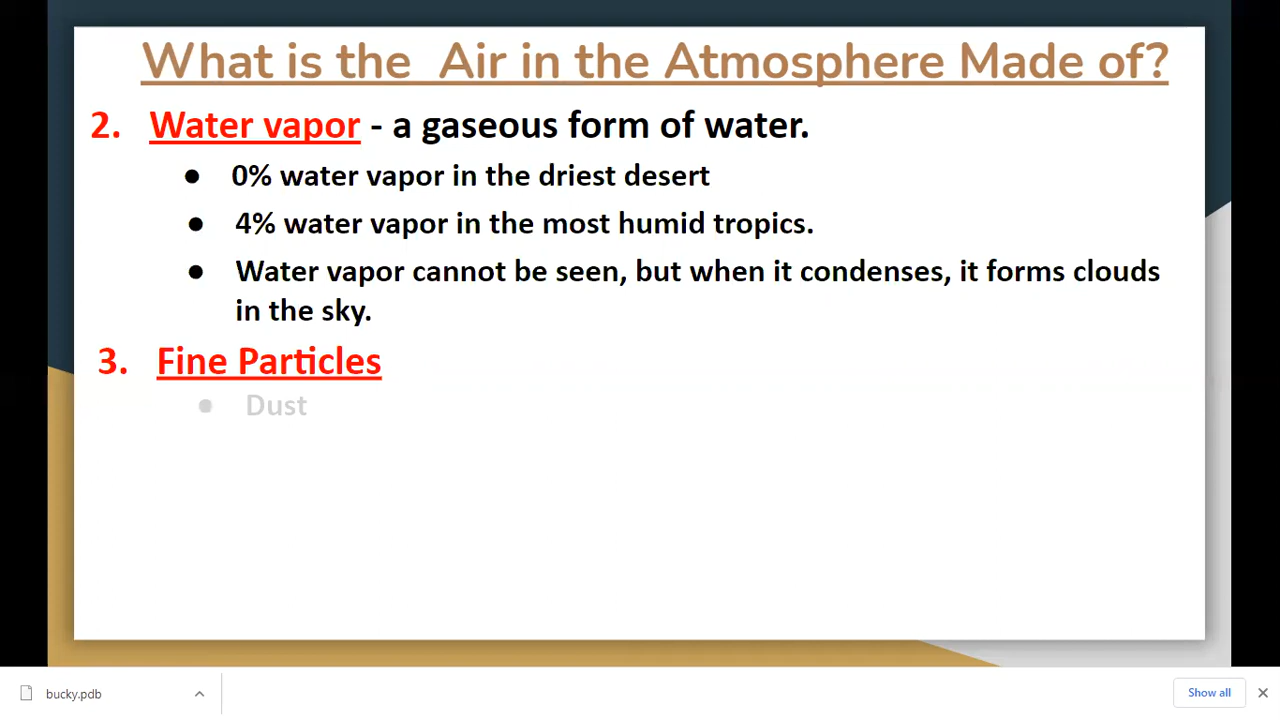 What is the Air in the Atmosphere Made of?
2. Water vapor - a gaseous form of water.
● 0% water vapor in the driest desert
● 4% water vapor in the most humid tropics.
● Water vapor cannot be seen, but when it condenses, it forms clouds
in the sky.
3. Fine Particles
● Dust
bucky.pdb
Show all